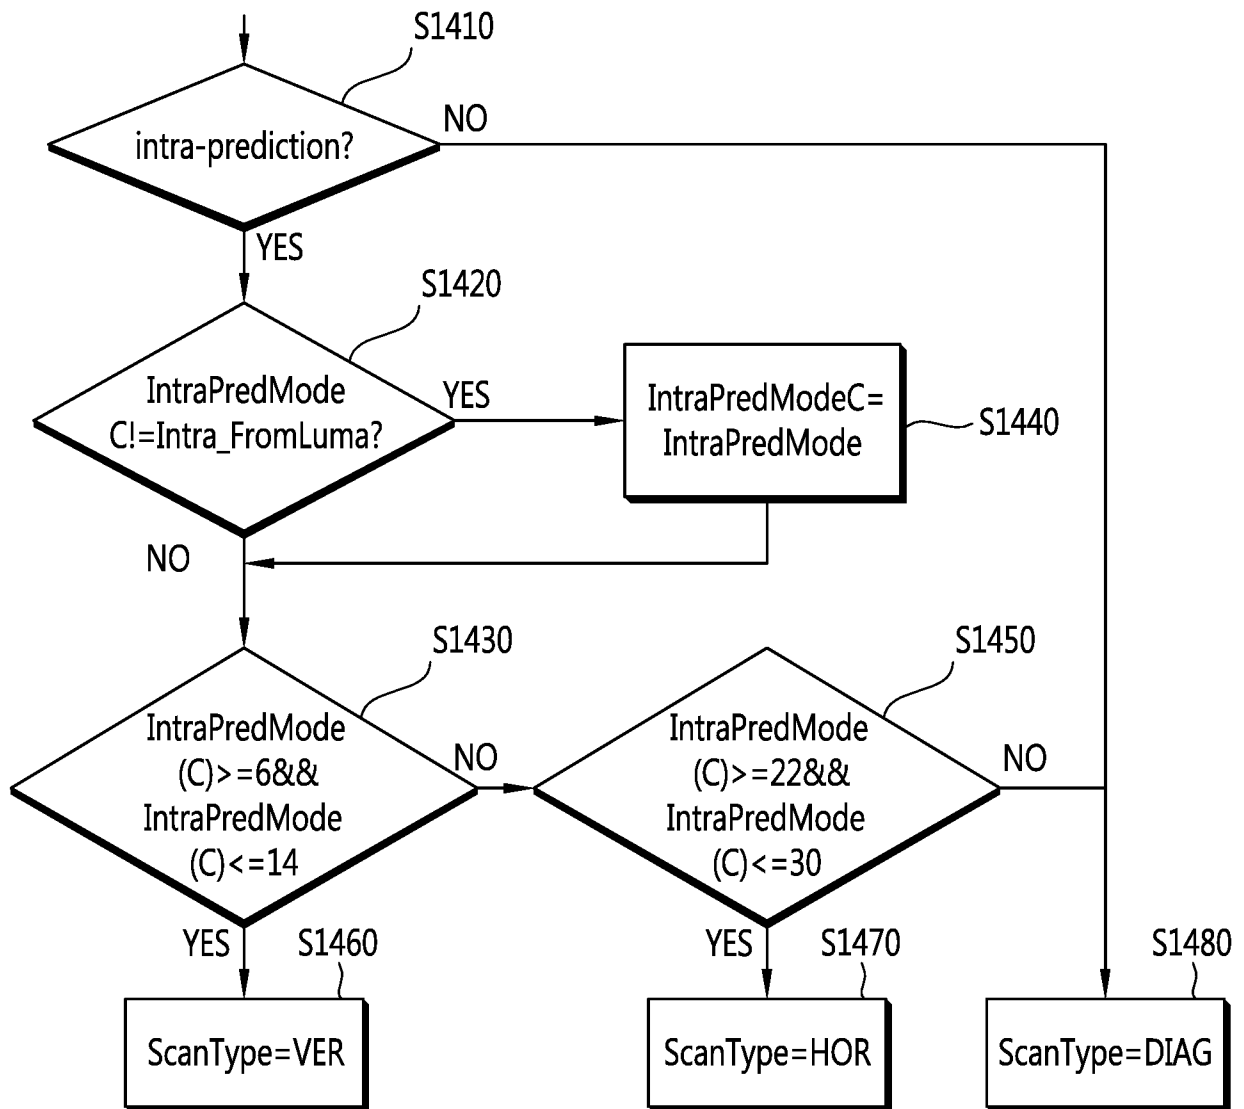 S1410
intra-prediction?
NO
YES
S1420
IntraPredMode
C!=Intra_FromLuma?
YES
IntraPredModeC=
IntraPredMode
S1440
NO
S1430
IntraPredMode
(C)>=6&&
IntraPredMode
(C)<=14
NO
S1450
IntraPredMode
(C)>=22&&
IntraPredMode
(C)<=30
NO
YES
S1460
ScanType=VER
YES
S1470
ScanType=HOR
S1480
ScanType=DIAG